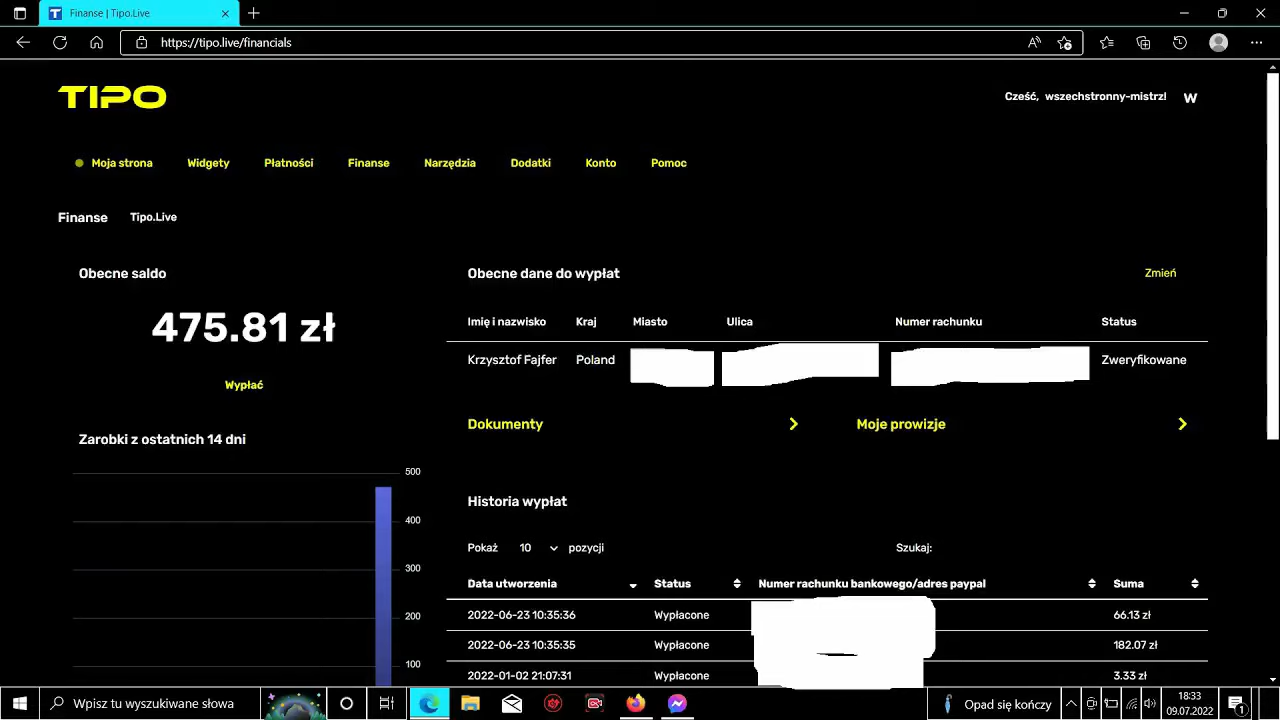 Finanse | Tipo.Live
https://tipo.live/financials
TIPO
Cześć, wszechstronny-mistrz! W
Moja strona Widgety Płatności Finanse Narzędzia Dodatki Konto Pomoc
Finanse Tipo.Live
Obecne saldo
475.81 zł
Wypłać
Obecne dane do wypłat Zmień
Imię i nazwisko Kraj Miasto Ulica Numer rachunku Status
Krzysztof Fajfer Poland Zweryfikowane
Dokumenty Moje prowizje
Zarobki z ostatnich 14 dni
500
400
300
200
100
Historia wypłat
Pokaż 10 pozycji Szukaj:
Data utworzenia Status Numer rachunku bankowego/adres paypal Suma
2022-06-23 10:35:36 Wypłacone 66.13 zł
2022-06-23 10:35:35 Wypłacone 182.07 zł
2022-01-02 21:07:31 Wypłacone 3.33 zł
Wpisz tu wyszukiwane słowa
Opad się kończy
18:33
09.07.2022
1